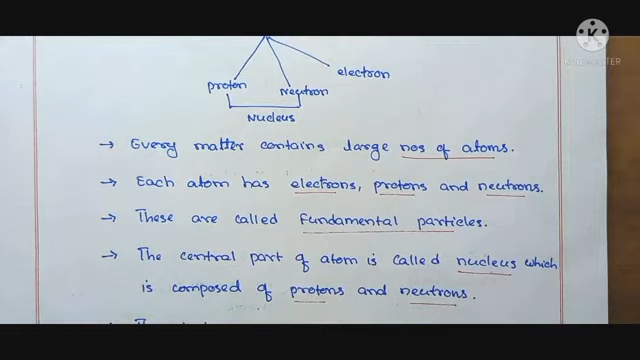 electron
proton neutron
Nucleus
→ Every matter contains large nos of atoms.
→ Each atom has electrons, protons and neutrons.
→ These are called fundamental particles.
→ The central part of atom is called nucleus which
is composed of protons and neutrons.
K
KINEMASTER